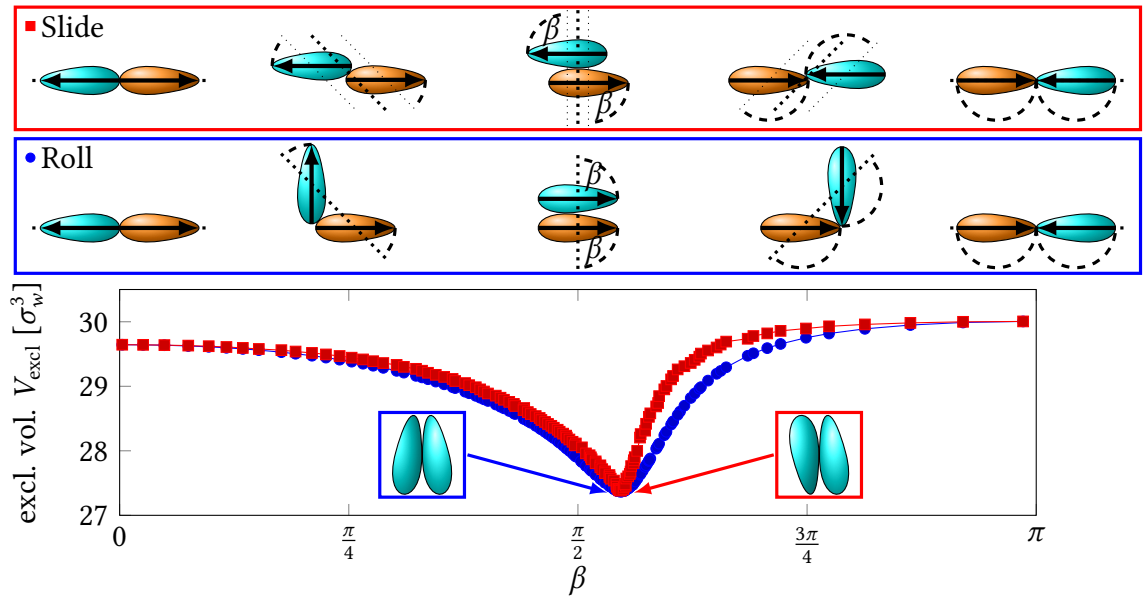 Slide
β
β
Roll
β
β
excl. vol. V_excl [σ_w^3]
30
29
28
27
0
π/4
π/2
3π/4
π
β